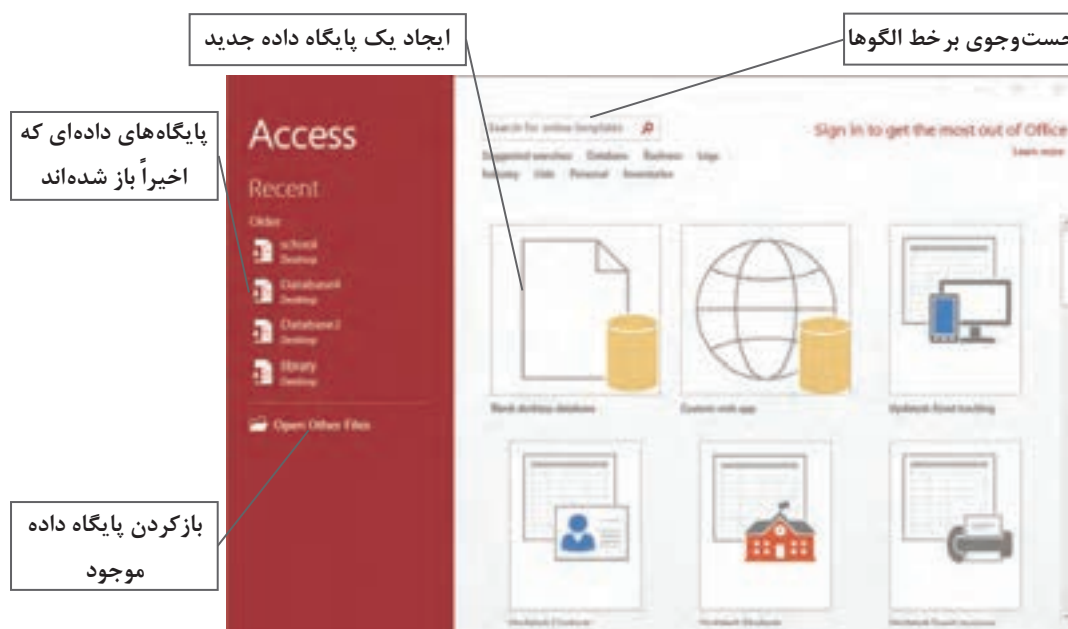 ایجاد یک پایگاه داده جدید
جست‌وجوی برخط الگوها
پایگاه‌های داده‌ای که
اخیراً باز شده‌اند
بازکردن پایگاه داده
موجود
Access
Recent
Older
school
Desktop
Database4
Desktop
Database2
Desktop
library
Desktop
Open Other Files
Search for online templates
Sign in to get the most out of Office
Learn more
Suggested searches: Database Business Logs
Industry Lists Personal Inventories
Blank desktop database
Custom web app
Updated: Asset tracking